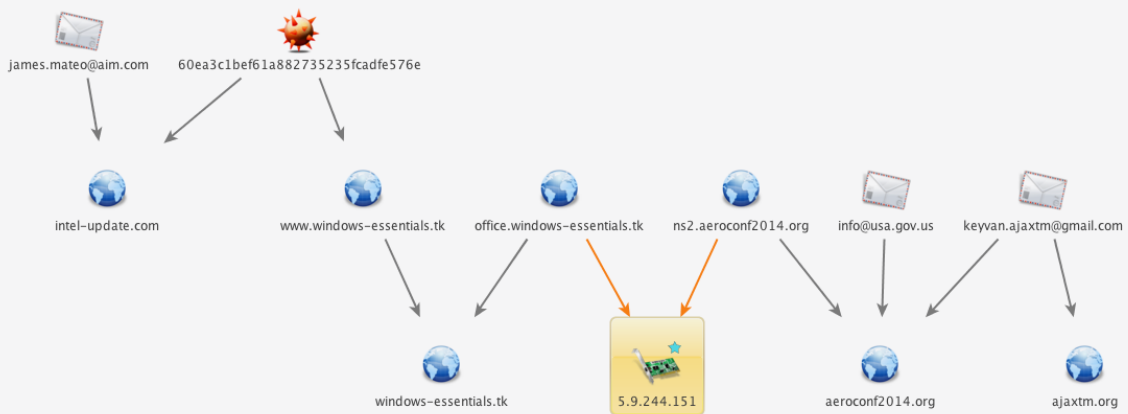 james.mateo@aim.com
60ea3c1bef61a882735235fcadfe576e
intel-update.com
www.windows-essentials.tk
office.windows-essentials.tk
ns2.aeroconf2014.org
info@usa.gov.us
keyvan.ajaxtm@gmail.com
windows-essentials.tk
5.9.244.151
aeroconf2014.org
ajaxtm.org